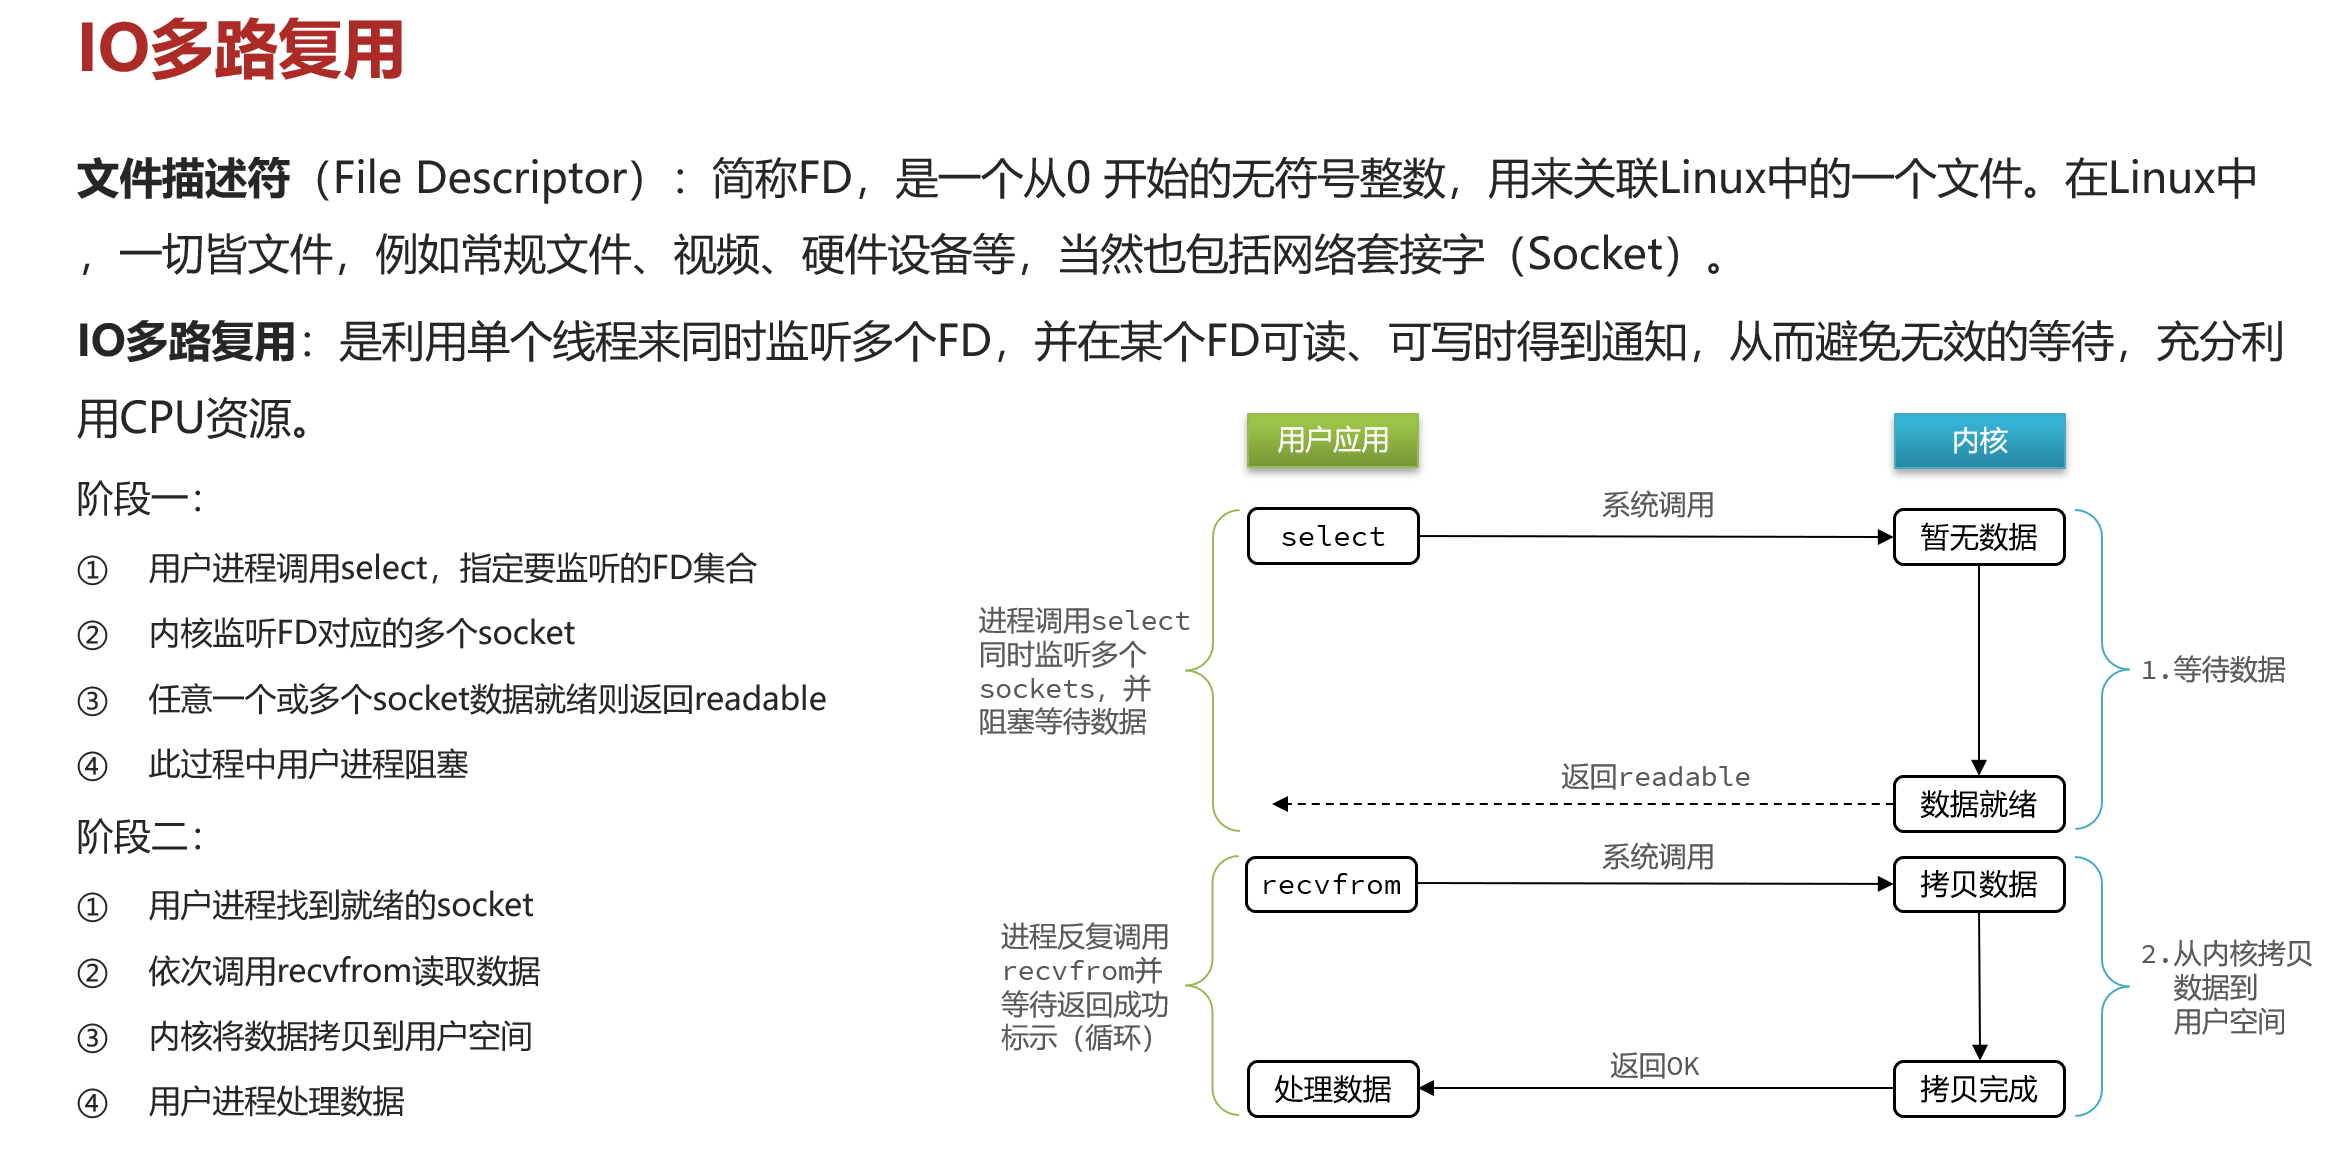 IO多路复用
文件描述符（File Descriptor）：简称FD，是一个从0 开始的无符号整数，用来关联Linux中的一个文件。在Linux中
，一切皆文件，例如常规文件、视频、硬件设备等，当然也包括网络套接字（Socket）。
IO多路复用：是利用单个线程来同时监听多个FD，并在某个FD可读、可写时得到通知，从而避免无效的等待，充分利
用CPU资源。
阶段一：
① 用户进程调用select，指定要监听的FD集合
② 内核监听FD对应的多个socket
③ 任意一个或多个socket数据就绪则返回readable
④ 此过程中用户进程阻塞
阶段二：
① 用户进程找到就绪的socket
② 依次调用recvfrom读取数据
③ 内核将数据拷贝到用户空间
④ 用户进程处理数据
用户应用
内核
select
系统调用
暂无数据
进程调用select
同时监听多个
sockets，并
阻塞等待数据
1.等待数据
返回readable
数据就绪
recvfrom
系统调用
拷贝数据
进程反复调用
recvfrom并
等待返回成功
标示（循环）
2.从内核拷贝
数据到
用户空间
处理数据
返回OK
拷贝完成